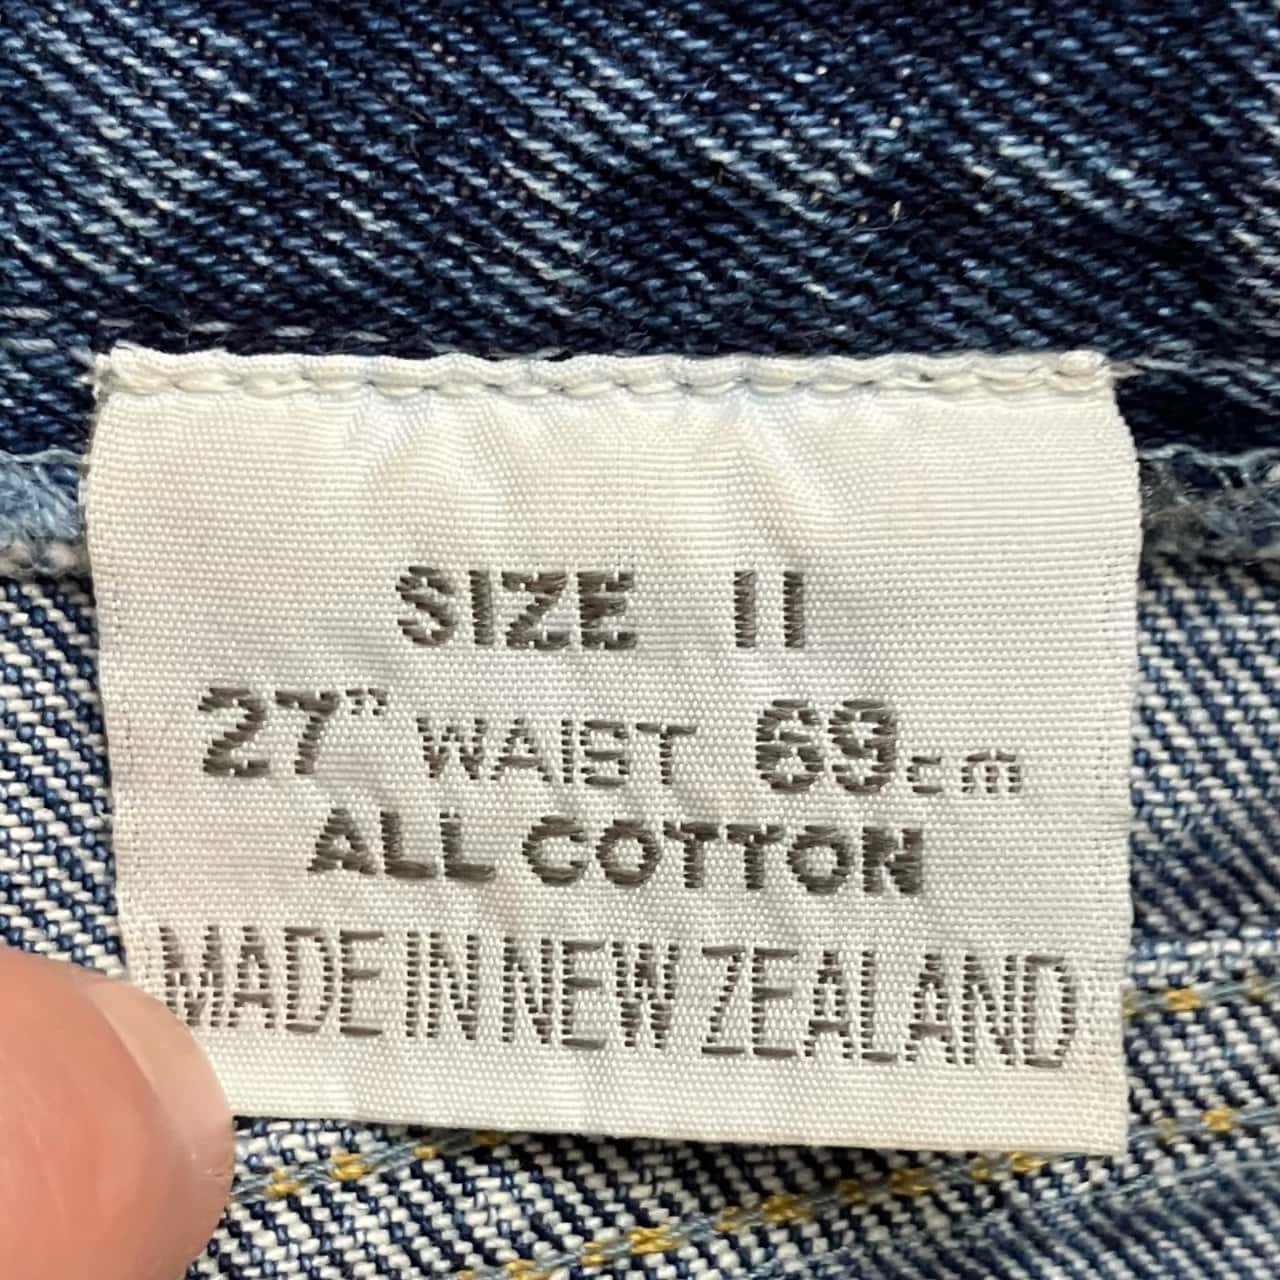 SIZE 11
27" WAIST 69cm
ALL COTTON
MADE IN NEW ZEALAND